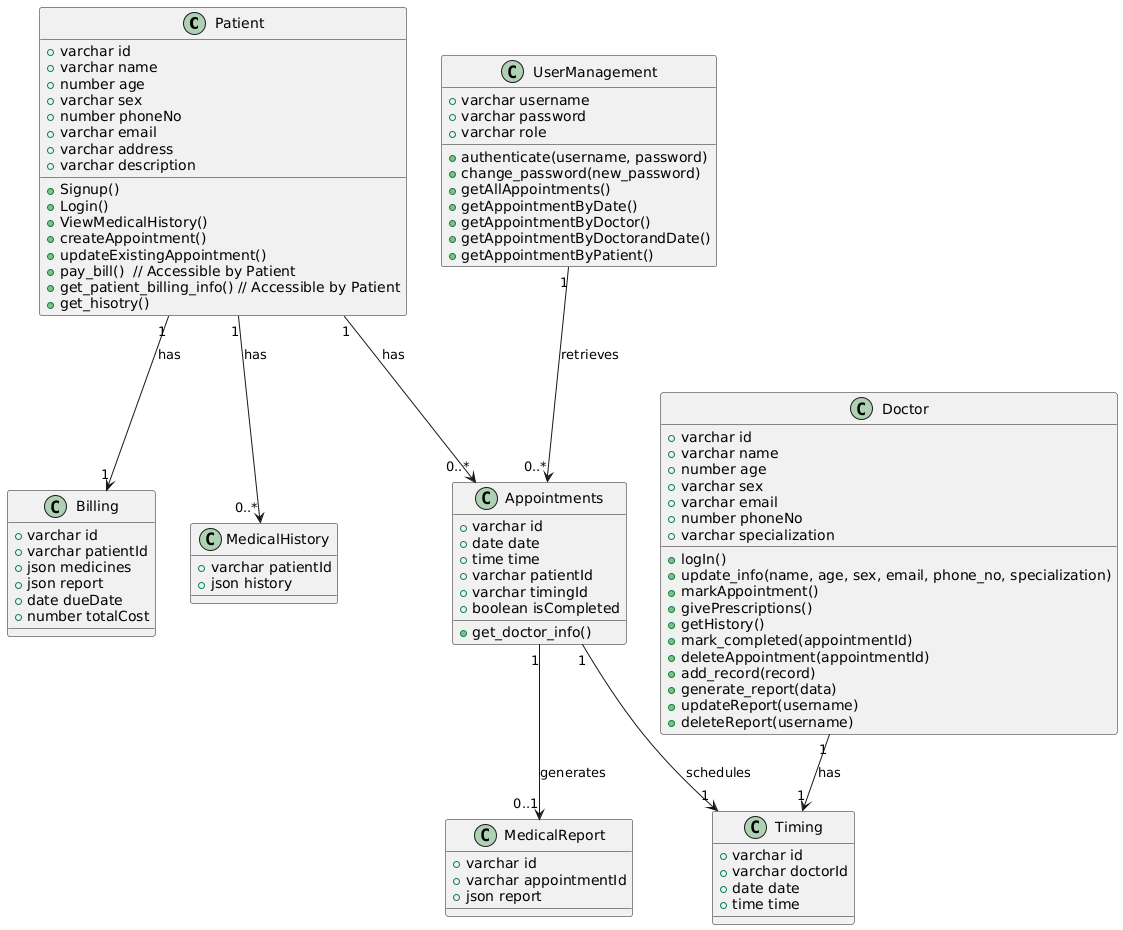 C Patient
varchar id
varchar name
number age
varchar sex
number phoneNo
varchar email
varchar address
varchar description
Signup()
Login()
ViewMedicalHistory()
createAppointment()
updateExistingAppointment()
pay_bill()  // Accessible by Patient
get_patient_billing_info() // Accessible by Patient
get_hisotry()
C UserManagement
varchar username
varchar password
varchar role
authenticate(username, password)
change_password(new_password)
getAllAppointments()
getAppointmentByDate()
getAppointmentByDoctor()
getAppointmentByDoctorandDate()
getAppointmentByPatient()
1
has
1
1
has
0..*
1
has
0..*
1
retrieves
0..*
C Doctor
varchar id
varchar name
number age
varchar sex
varchar email
number phoneNo
varchar specialization
logIn()
update_info(name, age, sex, email, phone_no, specialization)
markAppointment()
givePrescriptions()
getHistory()
mark_completed(appointmentId)
deleteAppointment(appointmentId)
add_record(record)
generate_report(data)
updateReport(username)
deleteReport(username)
C Billing
varchar id
varchar patientId
json medicines
json report
date dueDate
number totalCost
C MedicalHistory
varchar patientId
json history
C Appointments
varchar id
date date
time time
varchar patientId
varchar timingId
boolean isCompleted
get_doctor_info()
1
generates
0..1
1
schedules
1
1
has
1
C MedicalReport
varchar id
varchar appointmentId
json report
C Timing
varchar id
varchar doctorId
date date
time time